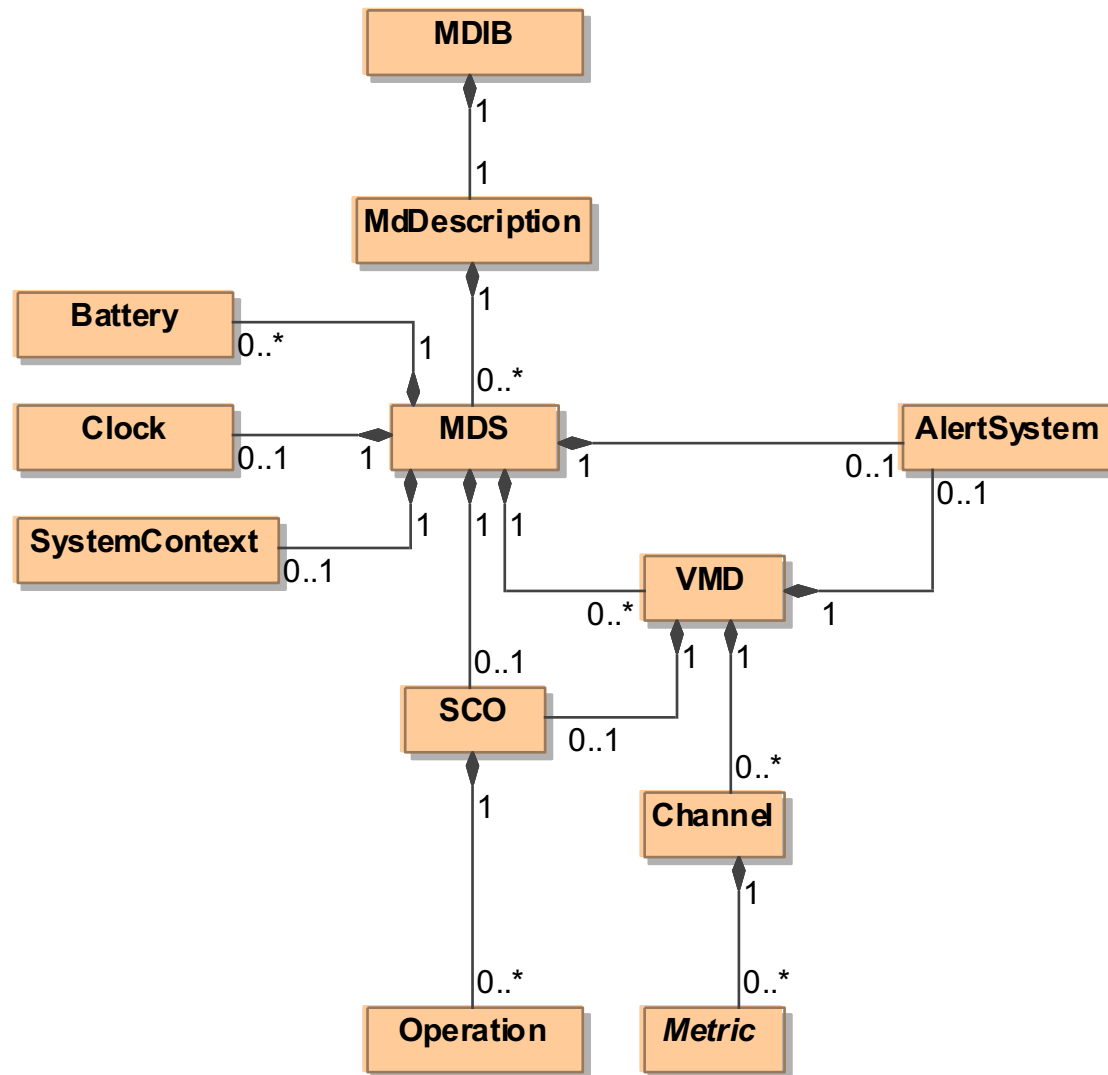 MDIB
1
1
MdDescription
1
Battery
0..*
1
0..*
Clock
0..1
1
MDS
1
0..1
AlertSystem
0..1
SystemContext
0..1
1
1
1
0..*
VMD
1
1
1
0..1
SCO
0..1
1
0..*
Channel
1
0..*
0..*
Operation
Metric